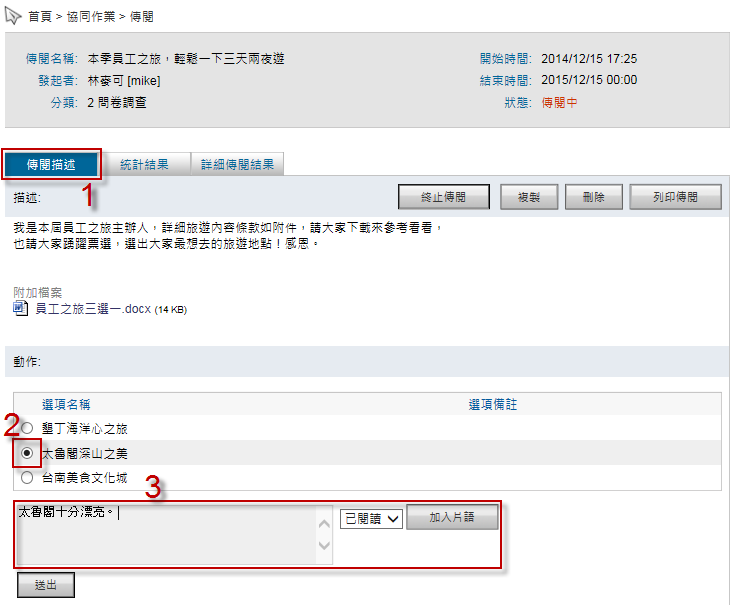 首頁 > 協同作業 > 傳閱
傳閱名稱: 本季員工之旅，輕鬆一下三天兩夜遊
開始時間: 2014/12/15 17:25
發起者: 林麥可 [mike]
結束時間: 2015/12/15 00:00
分類: 2 問卷調查
狀態: 傳閱中
傳閱描述 統計結果 詳細傳閱結果
1
描述: 終止傳閱 複製 刪除 列印傳閱
我是本屆員工之旅主辦人，詳細旅遊內容條款如附件，請大家下載來參考看看，
也請大家踴躍票選，選出大家最想去的旅遊地點！感恩。
附加檔案
員工之旅三選一.docx (14 KB)
動作:
選項名稱 選項備註
2
墾丁海洋心之旅
太魯閣深山之美
台南美食文化城
3
太魯閣十分漂亮。
已閱讀 加入片語
送出